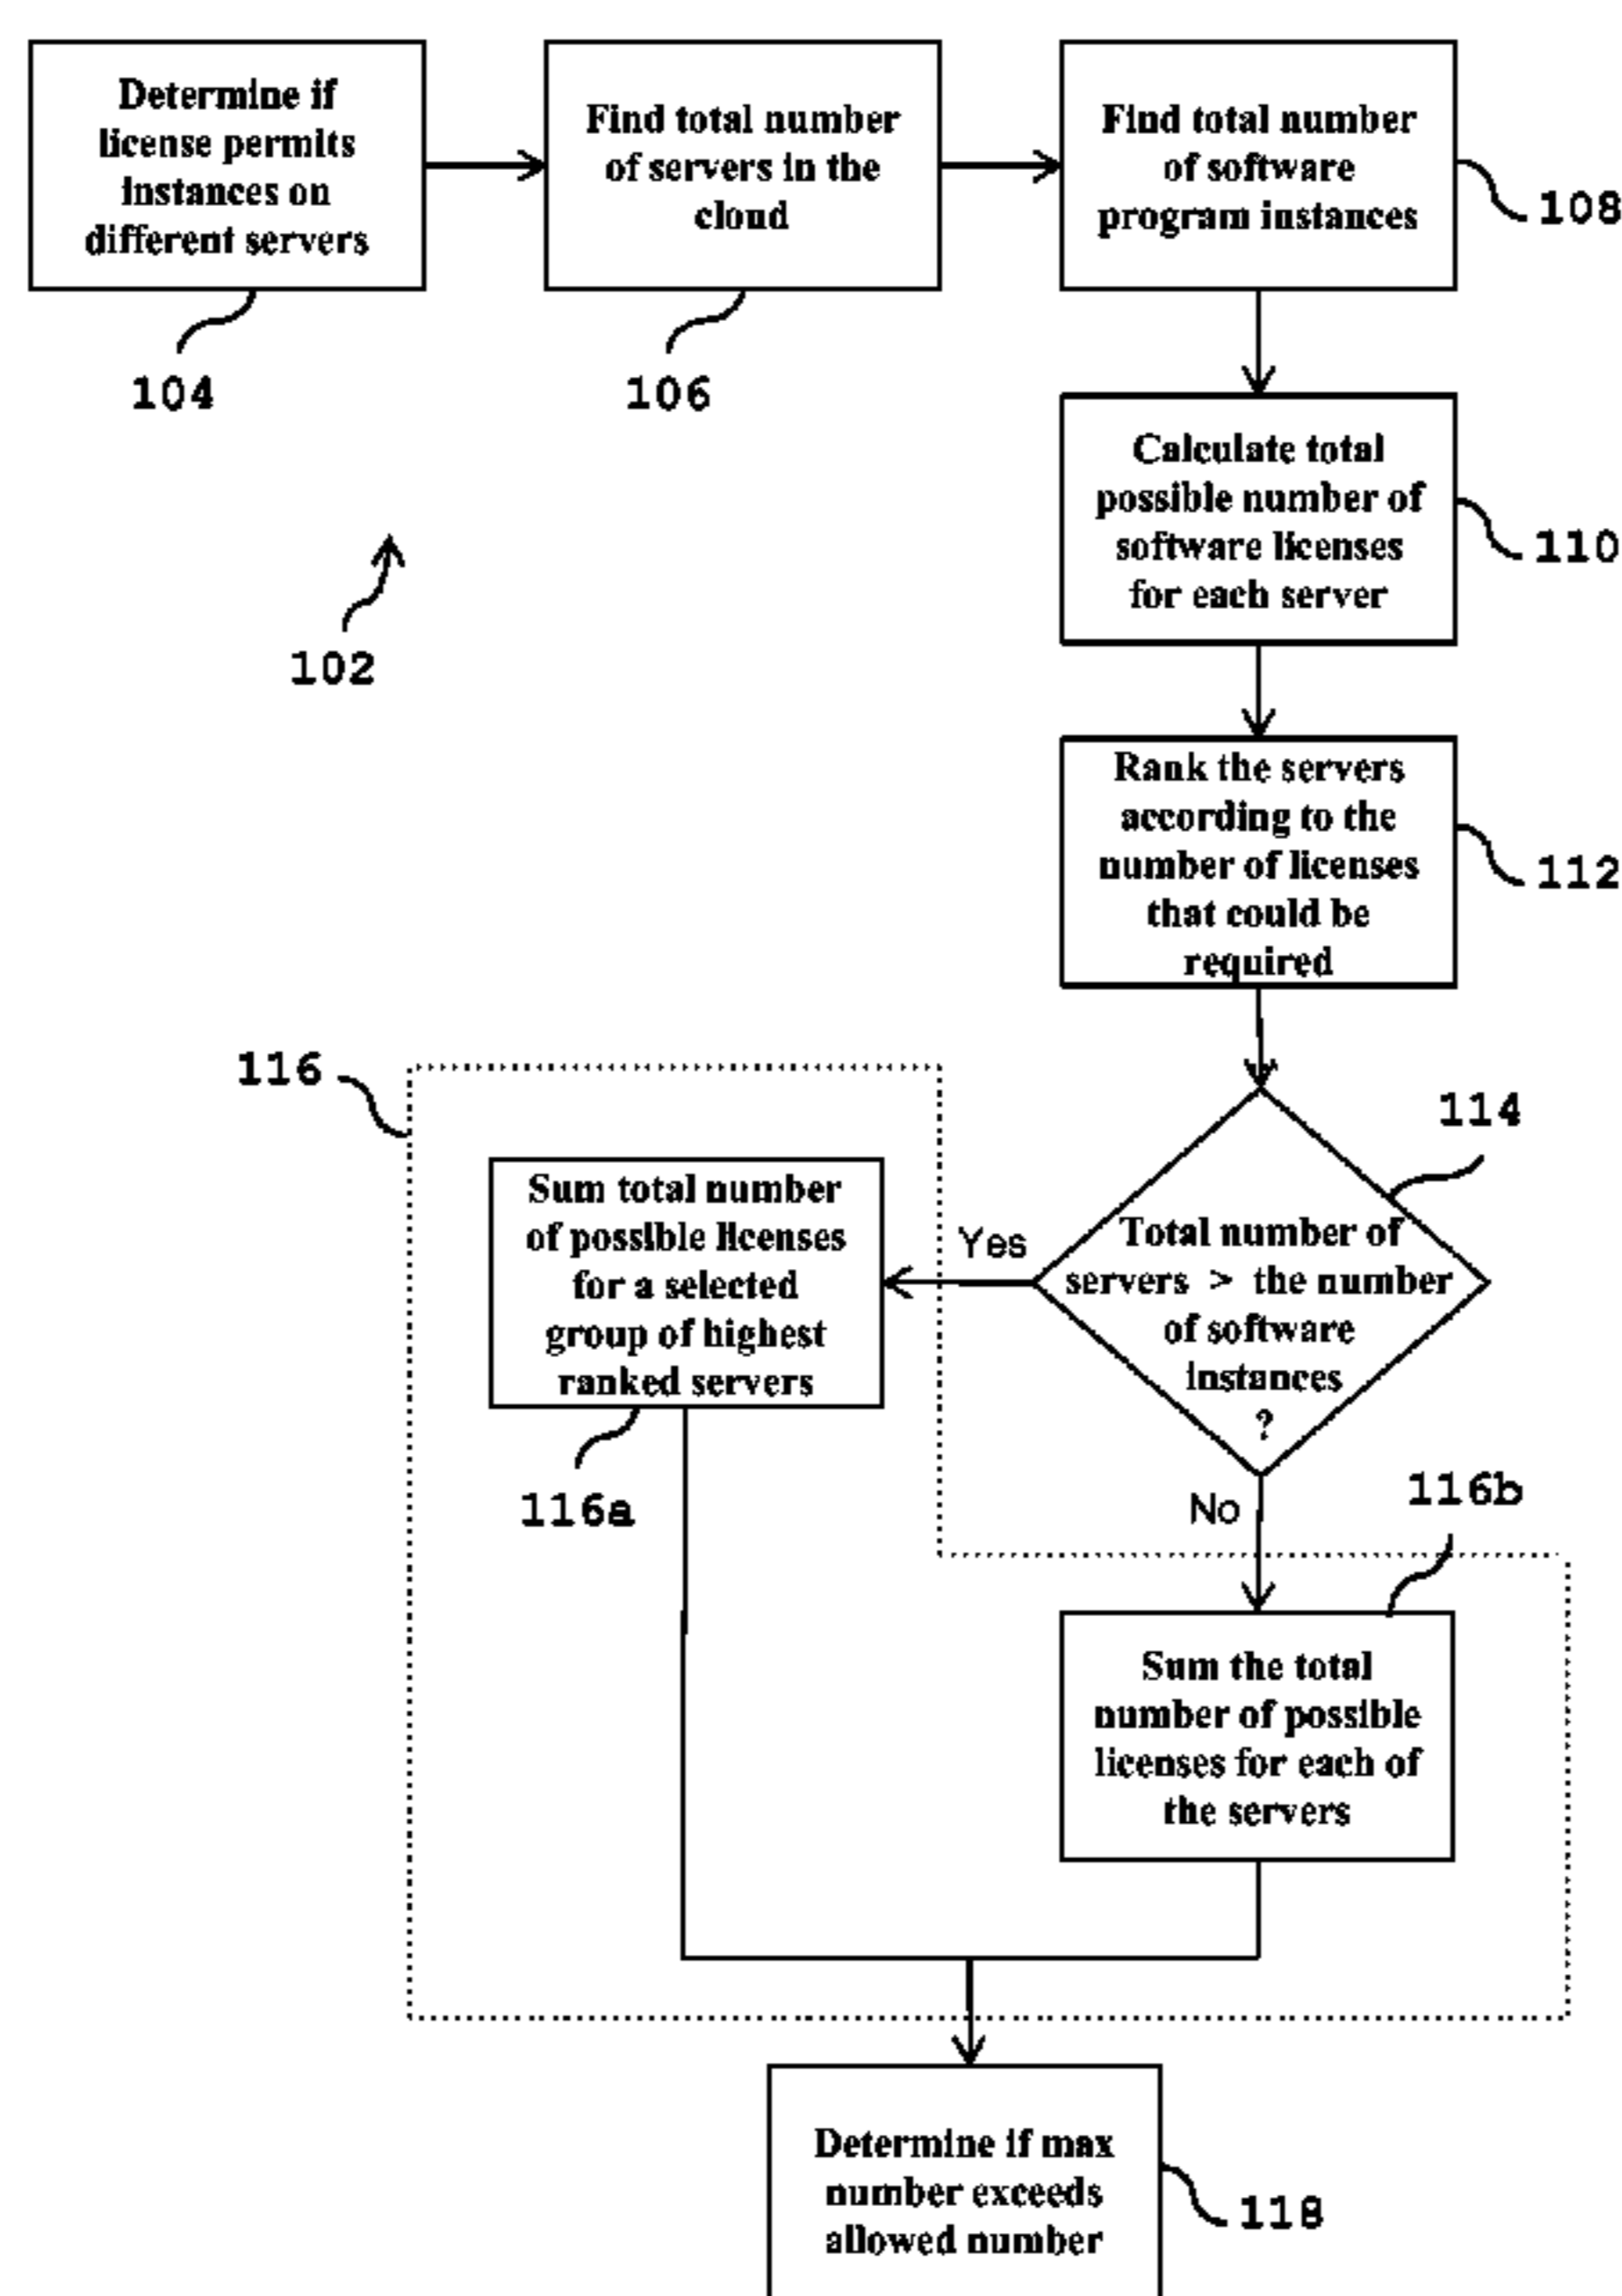 Determine if
license permits
instances on
different servers
104
Find total number
of servers in the
cloud
106
Find total number
of software
program instances
108
Calculate total
possible number of
software licenses
for each server
110
102
Rank the servers
according to the
number of licenses
that could be
required
112
116
114
Total number of
servers > the number
of software
instances
?
Yes
Sum total number
of possible licenses
for a selected
group of highest
ranked servers
116a
No
116b
Sum the total
number of possible
licenses for each of
the servers
Determine if max
number exceeds
allowed number
118